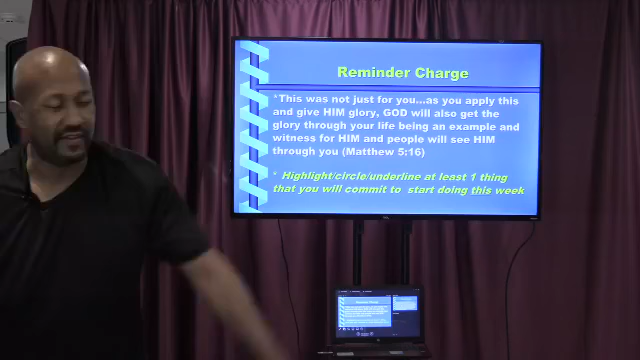 Reminder Charge
*This was not just for you...as you apply this
and give HIM glory, GOD will also get the
glory through your life being an example and
witness for HIM and people will see HIM
through you (Matthew 5:16)
* Highlight/circle/underline at least 1 thing
that you will commit to start doing this week